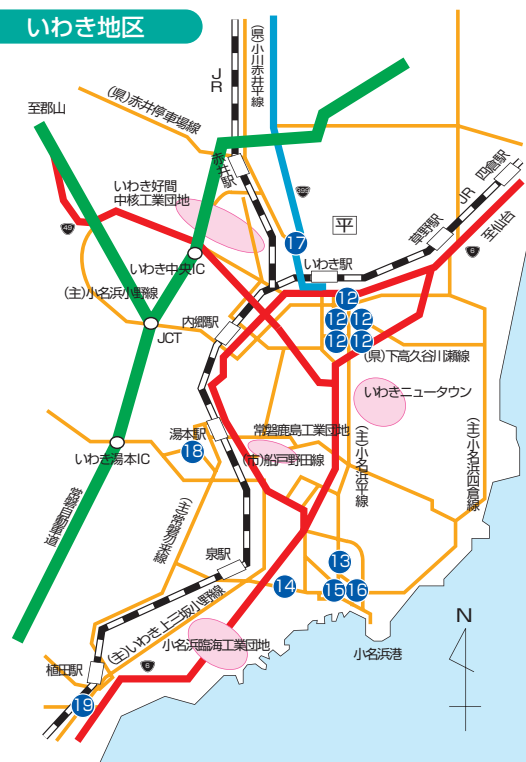 いわき地区
(県)小川赤井平線
JR
至郡山
(県)赤井停車場線
赤井駅
四倉駅
いわき好間
中核工業団地
399
JR
草野駅
至仙台
平
49
17
6
いわき駅
いわき中央IC
(主)小名浜小野線
12
12
12
内郷駅
JCT
12
12
(県)下高久谷川瀬線
いわきニュータウン
湯本駅
常磐鹿島工業団地
(主)小名浜平線
(主)小名浜四倉線
いわき湯本IC
18
(市)船戸野田線
常磐自動車道
(主)常磐勿来線
泉駅
13
14
15
16
(主)いわき上三坂小野線
N
小名浜臨海工業団地
小名浜港
植田駅
6
19